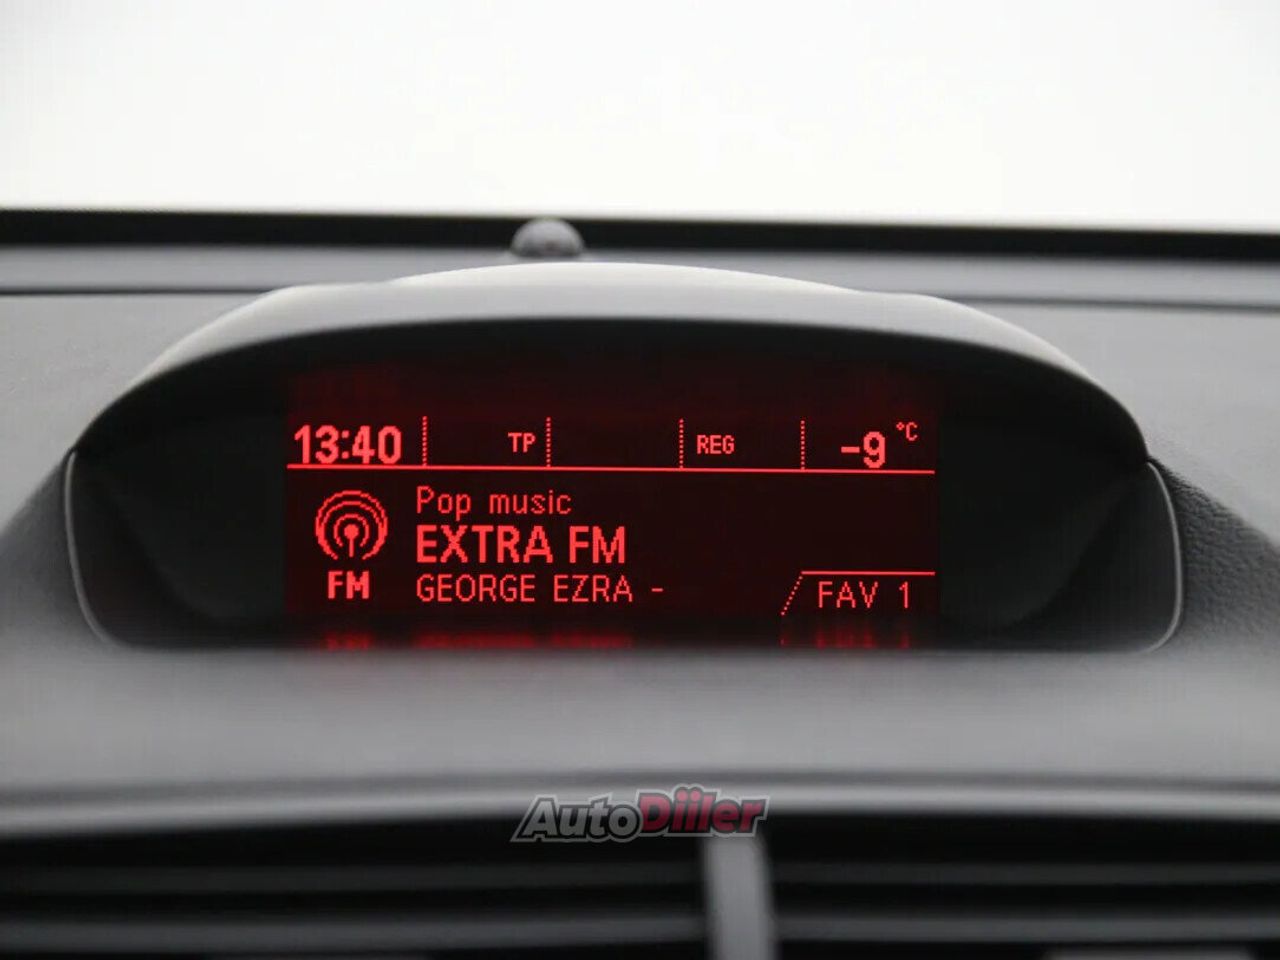 13:40 TP REG -9 °C
Pop music
EXTRA FM
FM GEORGE EZRA -
FAV 1
AutoDiiler